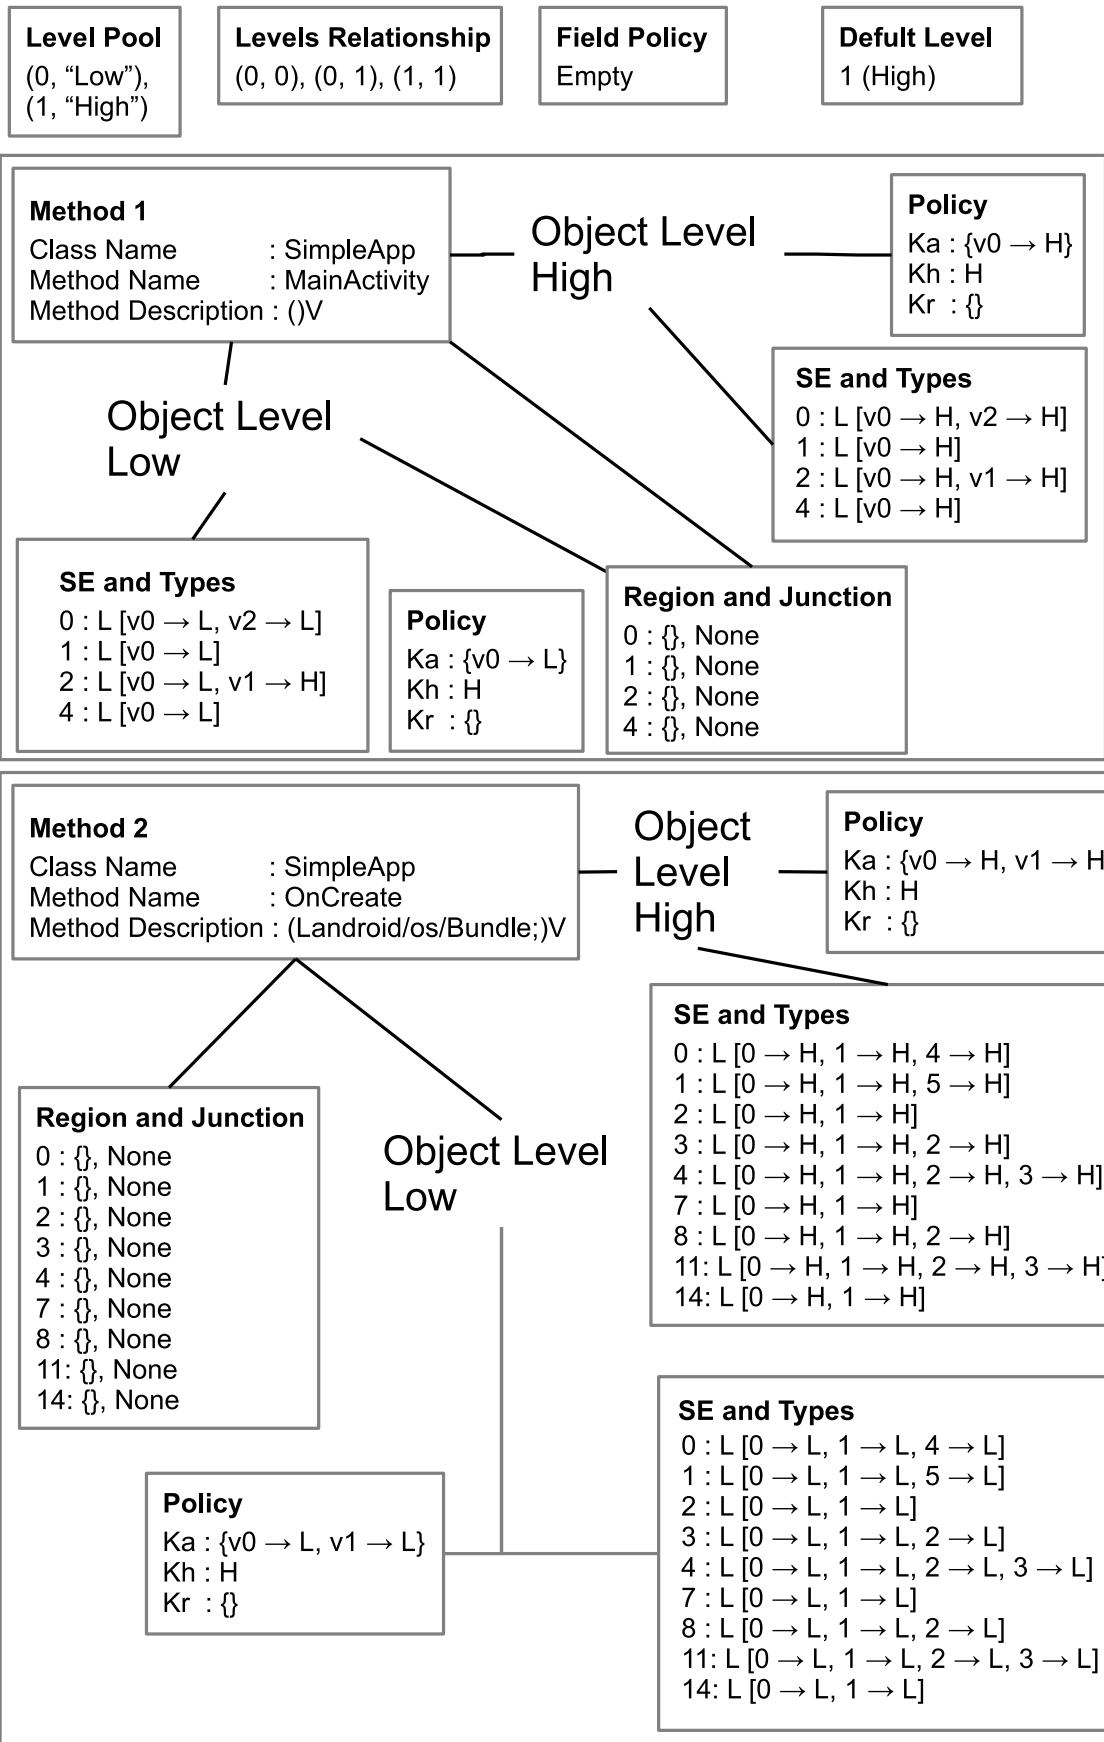 Level Pool
(0, “Low”),
(1, “High”)
Levels Relationship
(0, 0), (0, 1), (1, 1)
Field Policy
Empty
Defult Level
1 (High)
Method 1
Class Name : SimpleApp
Method Name : MainActivity
Method Description : ()V
Object Level
High
Policy
Ka : {v0 → H}
Kh : H
Kr : {}
SE and Types
0 : L [v0 → H, v2 → H]
1 : L [v0 → H]
2 : L [v0 → H, v1 → H]
4 : L [v0 → H]
Object Level
Low
SE and Types
0 : L [v0 → L, v2 → L]
1 : L [v0 → L]
2 : L [v0 → L, v1 → H]
4 : L [v0 → L]
Policy
Ka : {v0 → L}
Kh : H
Kr : {}
Region and Junction
0 : {}, None
1 : {}, None
2 : {}, None
4 : {}, None
Method 2
Class Name : SimpleApp
Method Name : OnCreate
Method Description : (Landroid/os/Bundle;)V
Object
Level
High
Policy
Ka : {v0 → H, v1 → H
Kh : H
Kr : {}
SE and Types
0 : L [0 → H, 1 → H, 4 → H]
1 : L [0 → H, 1 → H, 5 → H]
2 : L [0 → H, 1 → H]
3 : L [0 → H, 1 → H, 2 → H]
4 : L [0 → H, 1 → H, 2 → H, 3 → H]
7 : L [0 → H, 1 → H]
8 : L [0 → H, 1 → H, 2 → H]
11: L [0 → H, 1 → H, 2 → H, 3 → H]
14: L [0 → H, 1 → H]
Region and Junction
0 : {}, None
1 : {}, None
2 : {}, None
3 : {}, None
4 : {}, None
7 : {}, None
8 : {}, None
11: {}, None
14: {}, None
Object Level
Low
Policy
Ka : {v0 → L, v1 → L}
Kh : H
Kr : {}
SE and Types
0 : L [0 → L, 1 → L, 4 → L]
1 : L [0 → L, 1 → L, 5 → L]
2 : L [0 → L, 1 → L]
3 : L [0 → L, 1 → L, 2 → L]
4 : L [0 → L, 1 → L, 2 → L, 3 → L]
7 : L [0 → L, 1 → L]
8 : L [0 → L, 1 → L, 2 → L]
11: L [0 → L, 1 → L, 2 → L, 3 → L]
14: L [0 → L, 1 → L]